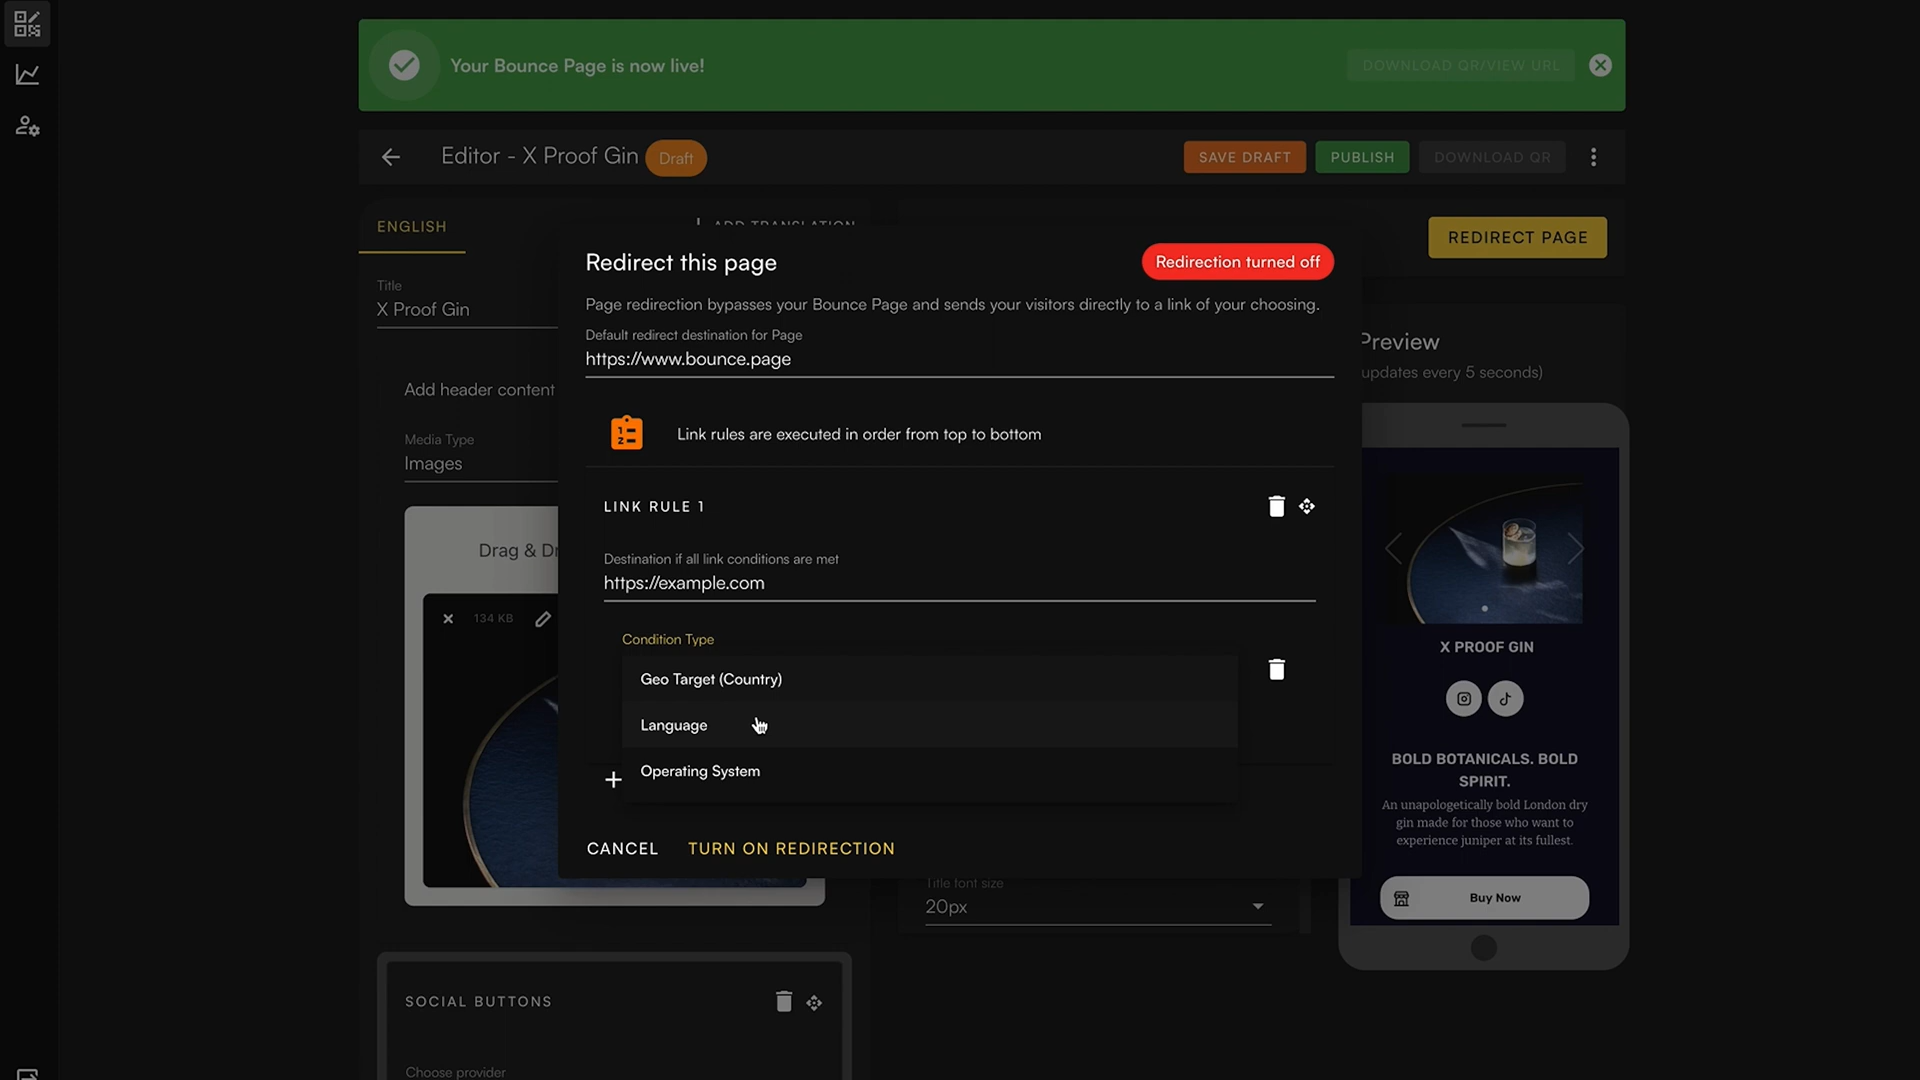 Your Bounce Page is now live!
DOWNLOAD QR/VIEW URL
Editor - X Proof Gin
Draft
SAVE DRAFT
PUBLISH
DOWNLOAD QR
ENGLISH
ADD TRANSLATION
REDIRECT PAGE
Title
X Proof Gin
Add header content
Media Type
Images
Drag & Dr
134 KB
Redirect this page
Redirection turned off
Page redirection bypasses your Bounce Page and sends your visitors directly to a link of your choosing.
Default redirect destination for Page
https://www.bounce.page
Link rules are executed in order from top to bottom
LINK RULE 1
Destination if all link conditions are met
https://example.com
Condition Type
Geo Target (Country)
Language
Operating System
CANCEL
TURN ON REDIRECTION
Preview
updates every 5 seconds)
X PROOF GIN
BOLD BOTANICALS. BOLD
SPIRIT.
An unapologetically bold London dry
gin made for those who want to
experience juniper at its fullest.
Buy Now
Title font size
20px
SOCIAL BUTTONS
Choose provider